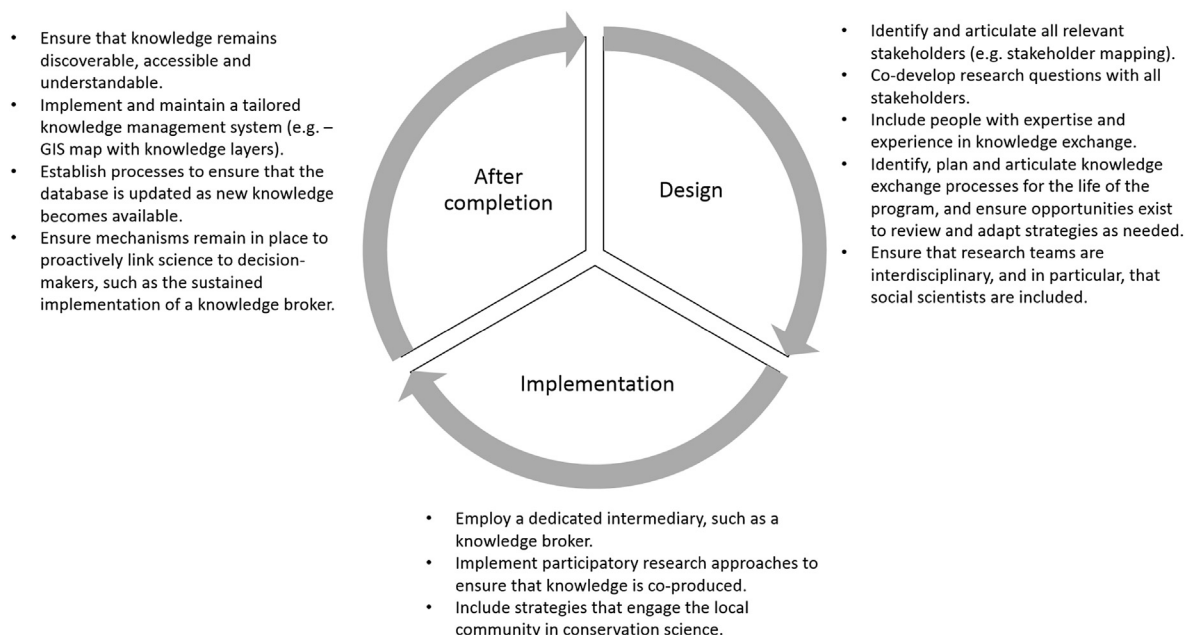 • Ensure that knowledge remains
discoverable, accessible and
understandable.
• Implement and maintain a tailored
knowledge management system (e.g. –
GIS map with knowledge layers).
• Establish processes to ensure that the
database is updated as new knowledge
becomes available.
• Ensure mechanisms remain in place to
proactively link science to decision-
makers, such as the sustained
implementation of a knowledge broker.
After
completion
Design
• Identify and articulate all relevant
stakeholders (e.g. stakeholder mapping).
• Co-develop research questions with all
stakeholders.
• Include people with expertise and
experience in knowledge exchange.
• Identify, plan and articulate knowledge
exchange processes for the life of the
program, and ensure opportunities exist
to review and adapt strategies as needed.
• Ensure that research teams are
interdisciplinary, and in particular, that
social scientists are included.
Implementation
• Employ a dedicated intermediary, such as a
knowledge broker.
• Implement participatory research approaches to
ensure that knowledge is co-produced.
• Include strategies that engage the local
community in conservation science.